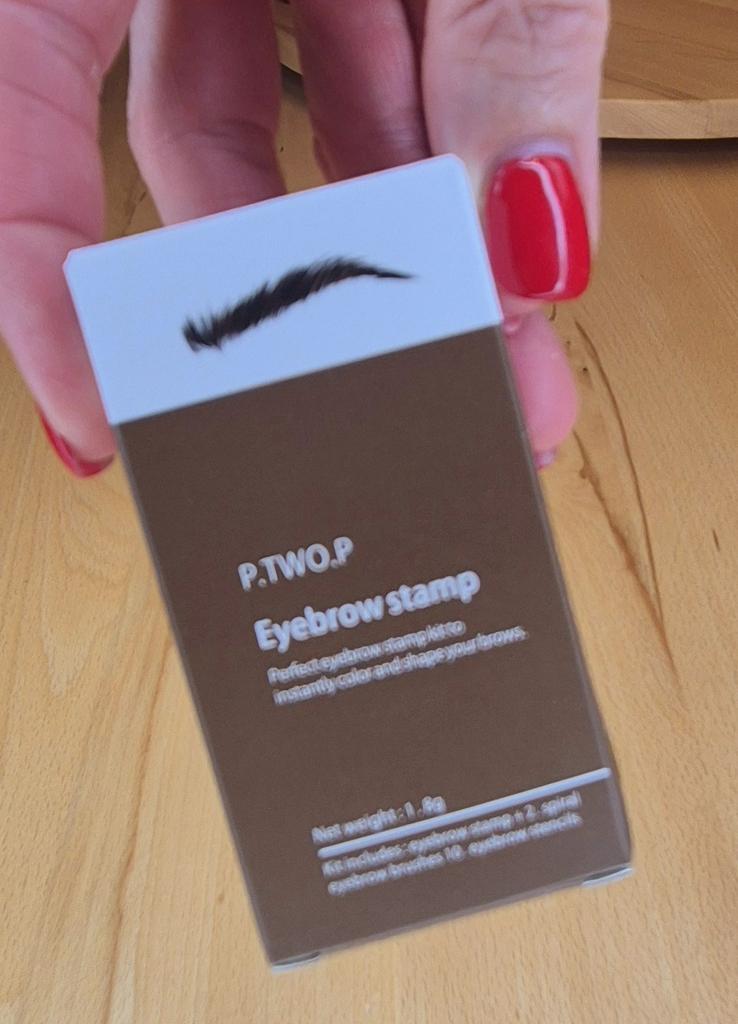 P.TWO.P
Eyebrow stamp
Perfect eyebrow stamp kit to
instantly color and shape your brows.
Net weight : 1.8g
Kit includes : eyebrow stamp + 2 spiral
eyebrow brushes 10 eyebrow stencils